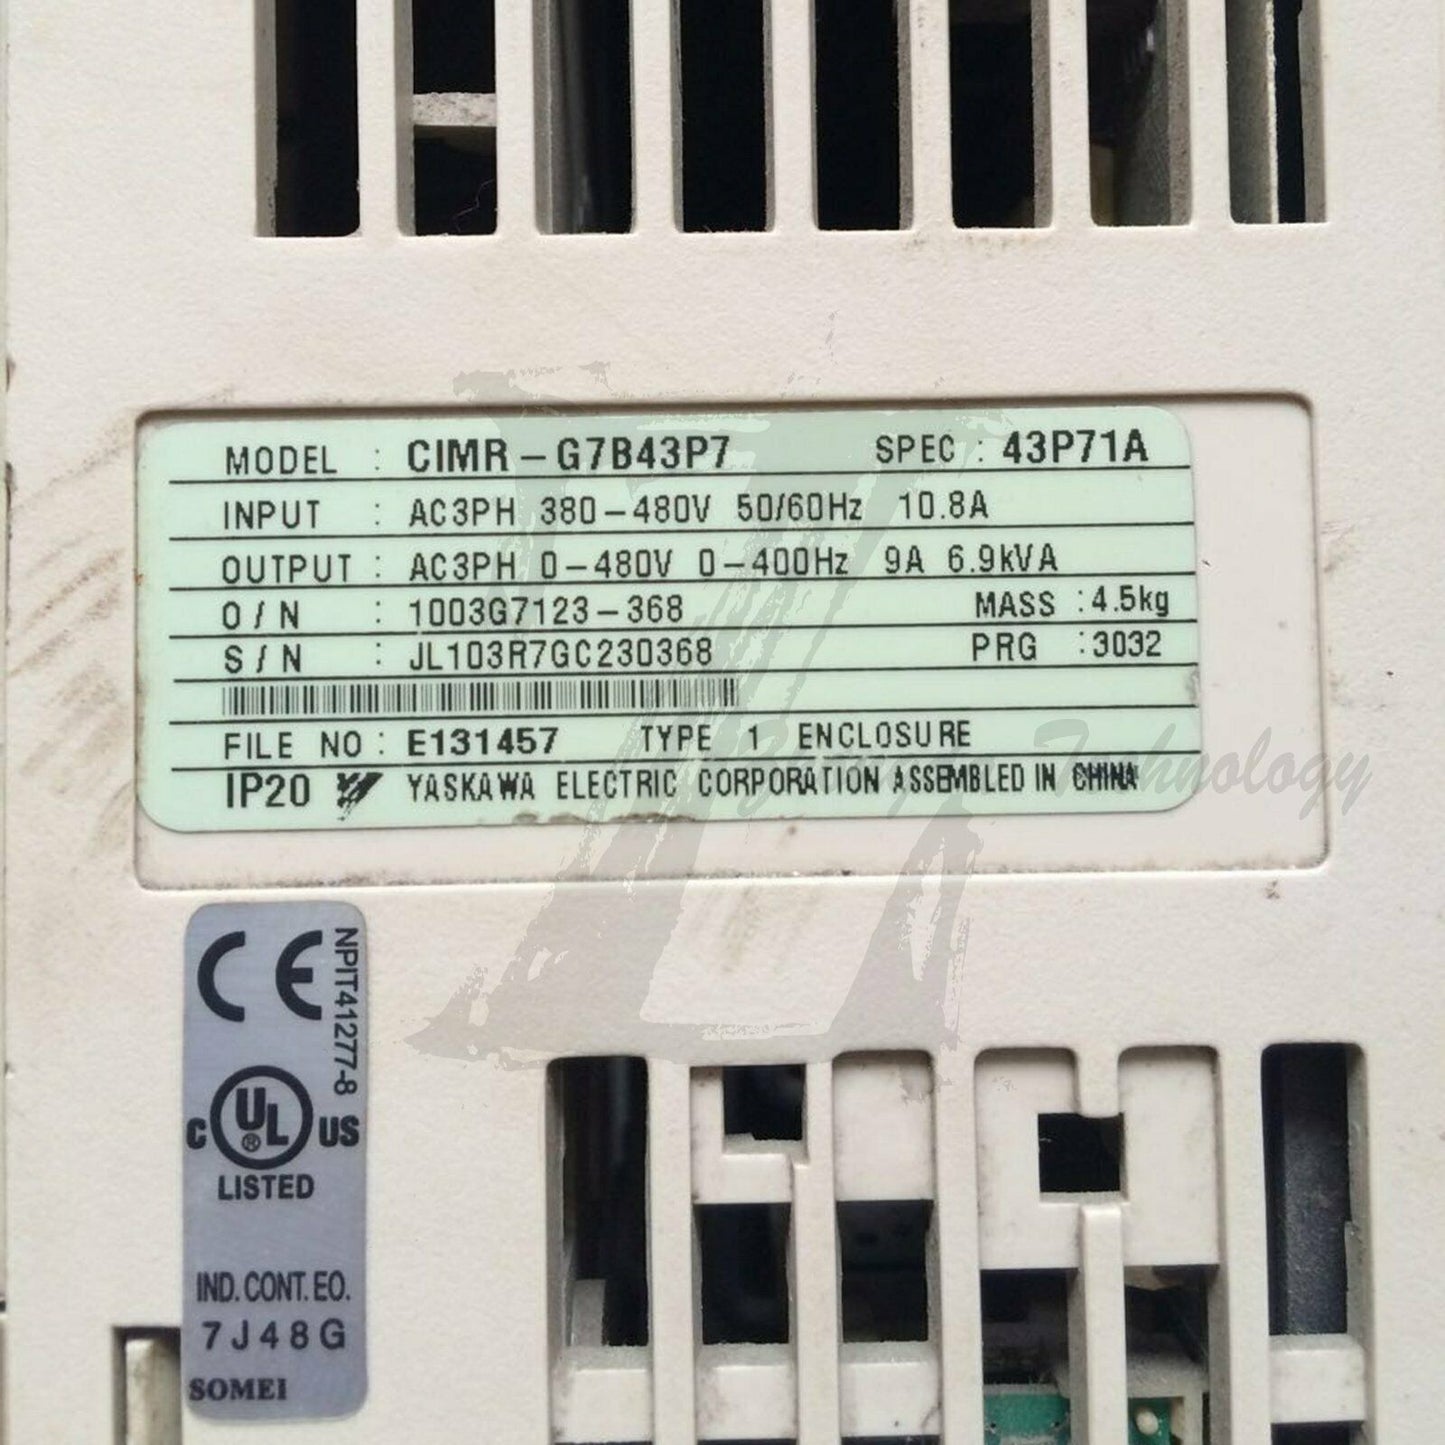 MODEL : CIMR-G7B43P7 SPEC : 43P71A
INPUT : AC3PH 380-480V 50/60Hz 10.8A
OUTPUT : AC3PH 0-480V 0-400Hz 9A 6.9kVA
O/N : 1003G7123-368 MASS :4.5kg
S/N : JL103R7GC230368 PRG :3032
FILE NO : E131457 TYPE 1 ENCLOSURE
IP20 YASKAWA ELECTRIC CORPORATION ASSEMBLED IN CHINA
Technology
CE
NPIT41277-8
C UL ® US
LISTED
IND. CONT. EO.
7J48G
SOMEI